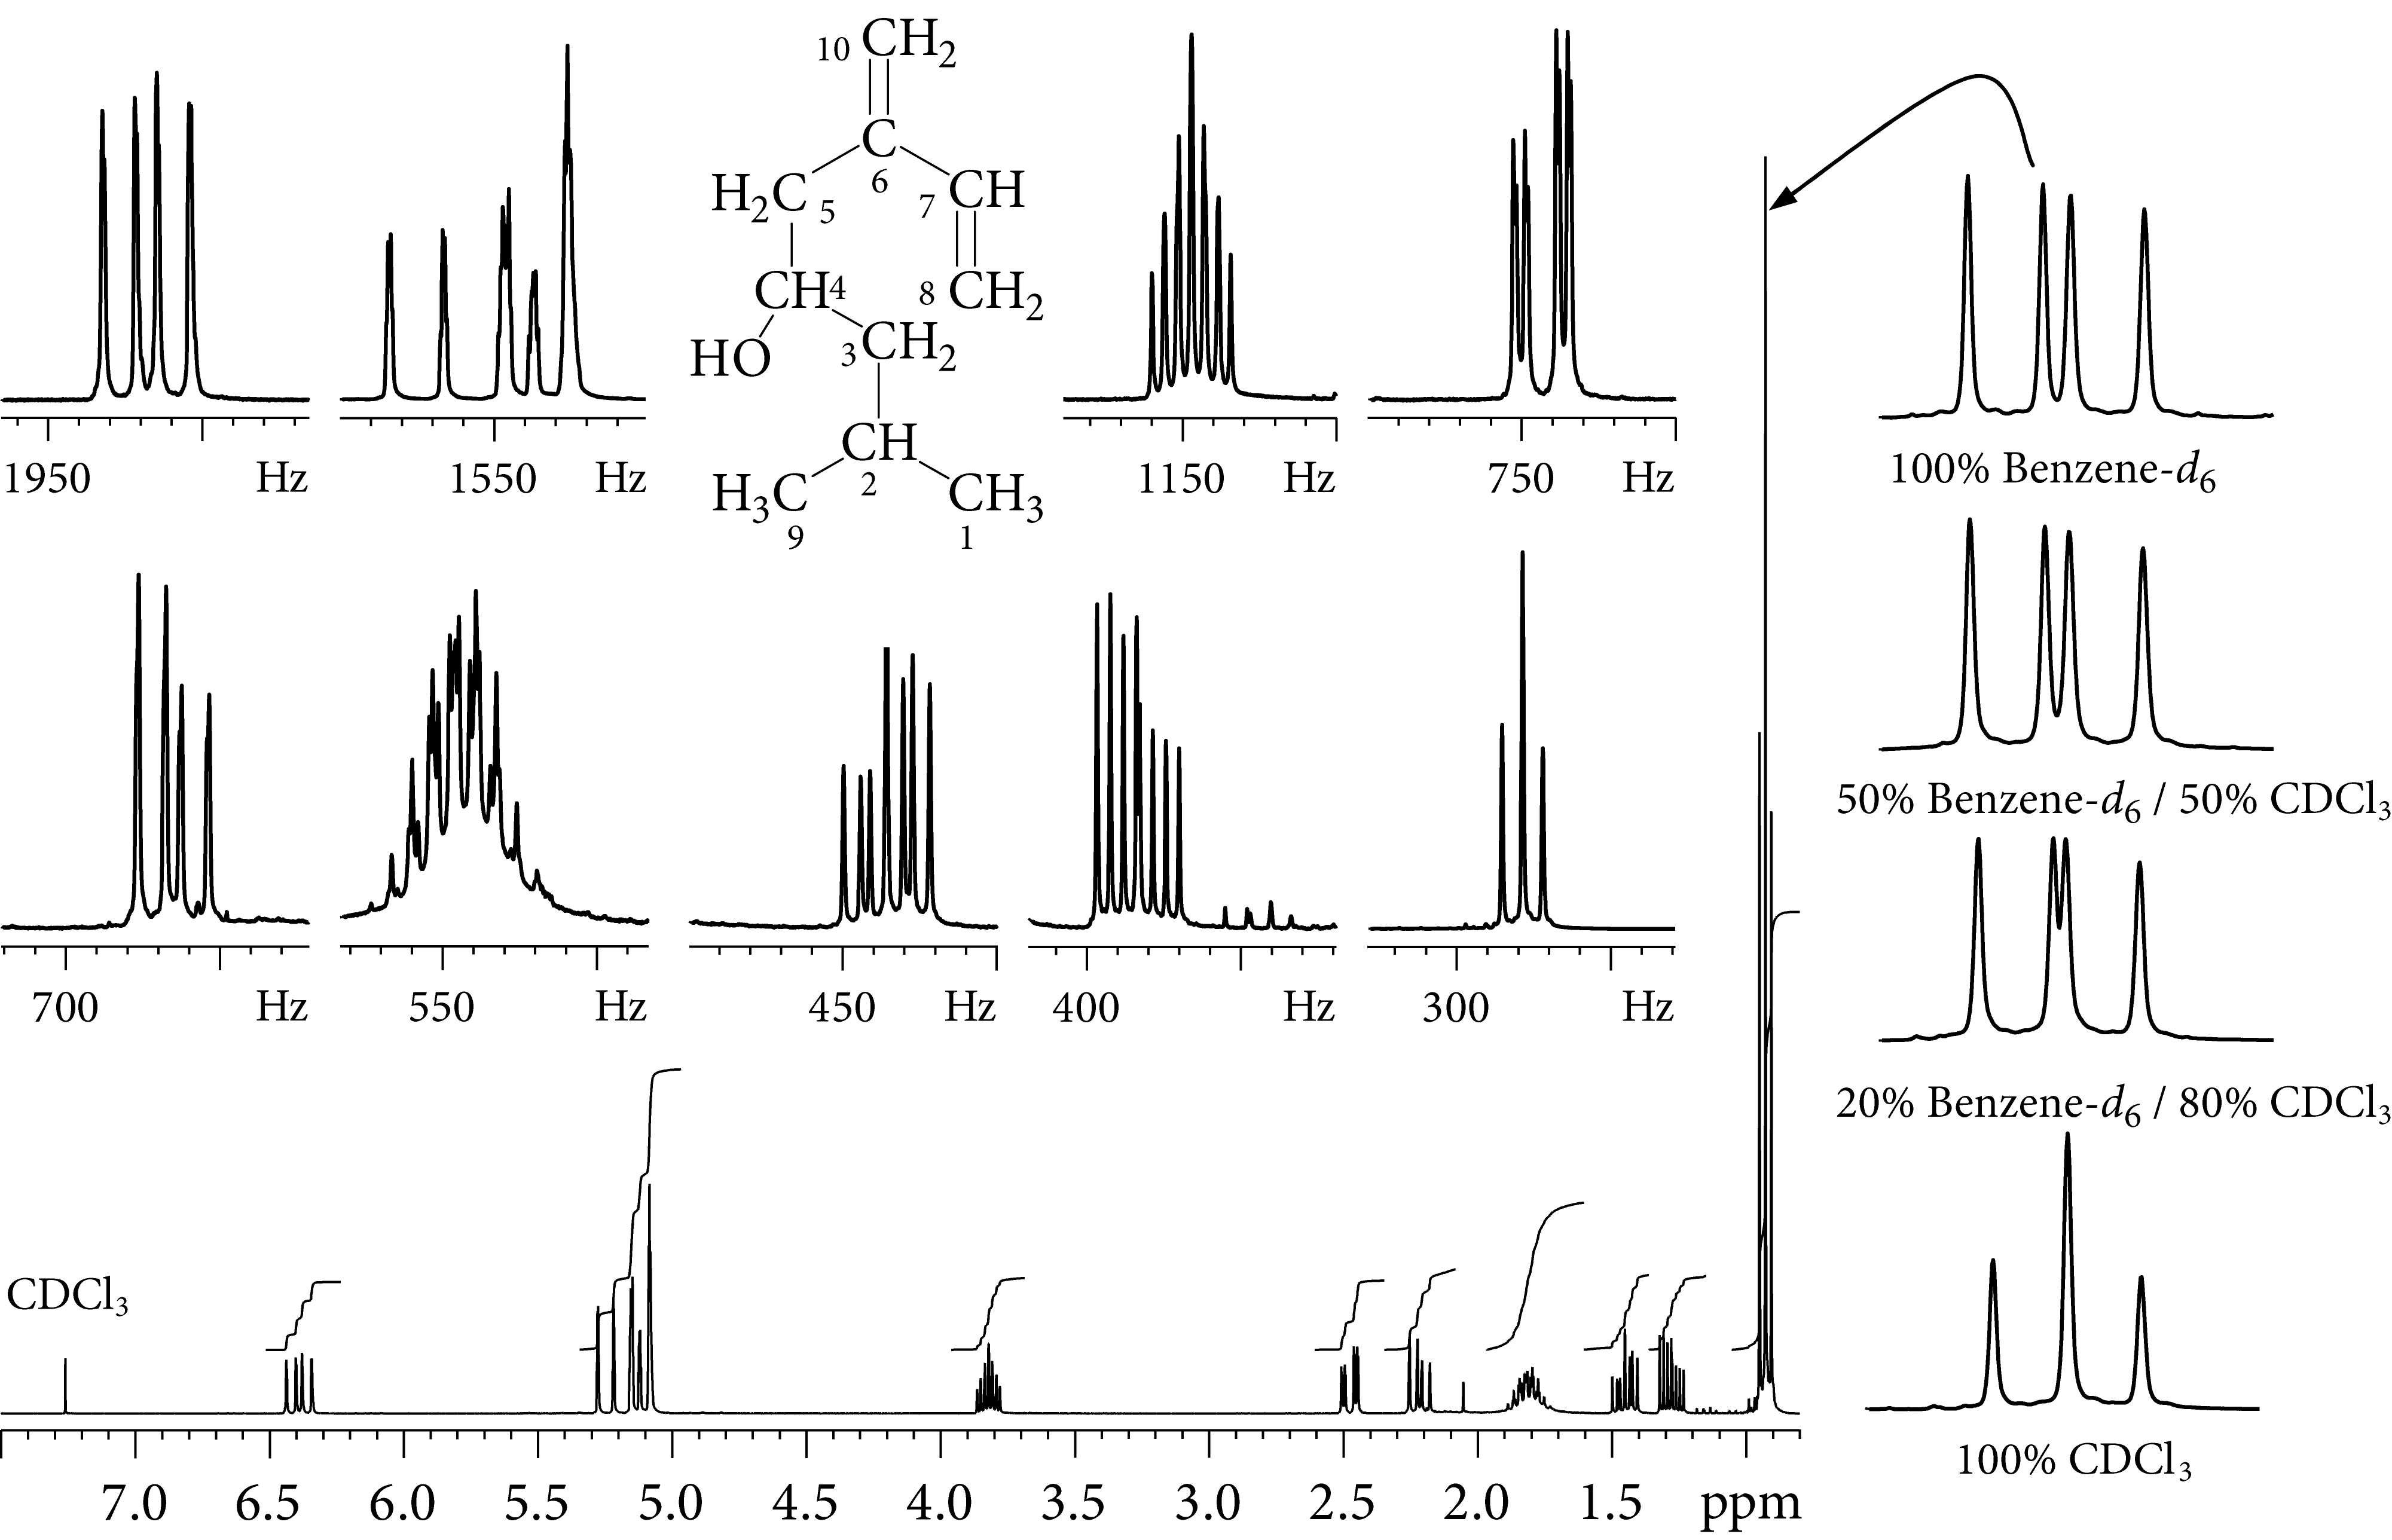 10 CH2
C
6
H2C 5
7 CH
CH4
8 CH2
HO
3 CH2
CH
2
H3C
9
CH3
1
1950 Hz
1550 Hz
1150 Hz
750 Hz
100% Benzene-d6
700 Hz
550 Hz
450 Hz
400 Hz
300 Hz
50% Benzene-d6 / 50% CDCl3
20% Benzene-d6 / 80% CDCl3
CDCl3
7.0 6.5 6.0 5.5 5.0 4.5 4.0 3.5 3.0 2.5 2.0 1.5 ppm
100% CDCl3